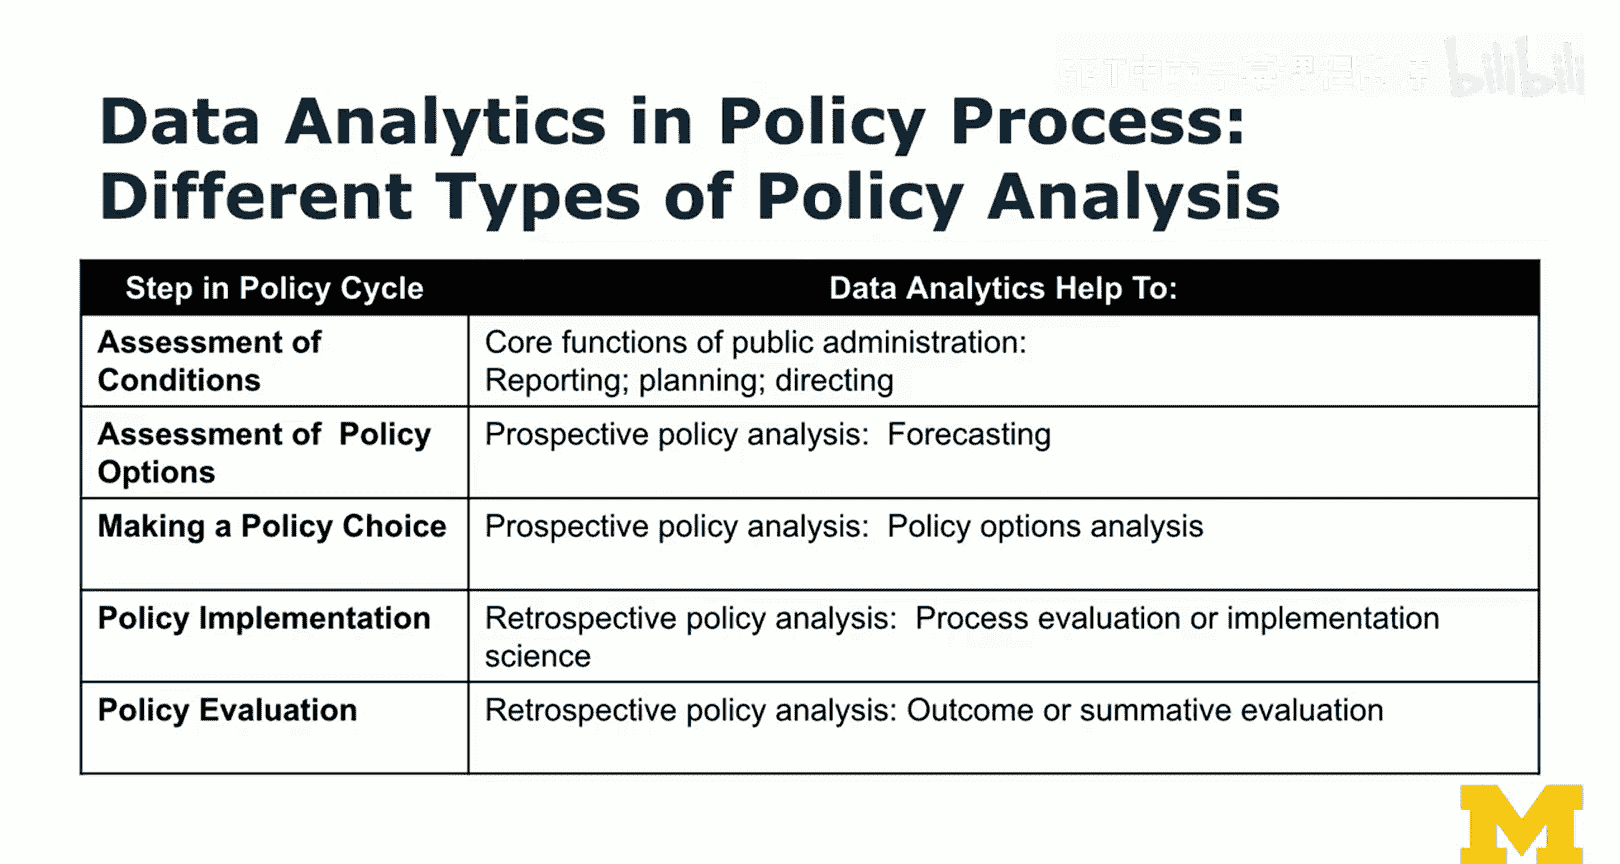 bilibili
Data Analytics in Policy Process:
Different Types of Policy Analysis
Step in Policy Cycle
Data Analytics Help To:
Assessment of
Conditions
Core functions of public administration:
Reporting; planning; directing
Assessment of Policy
Options
Prospective policy analysis: Forecasting
Making a Policy Choice
Prospective policy analysis: Policy options analysis
Policy Implementation
Retrospective policy analysis: Process evaluation or implementation
science
Policy Evaluation
Retrospective policy analysis: Outcome or summative evaluation
M